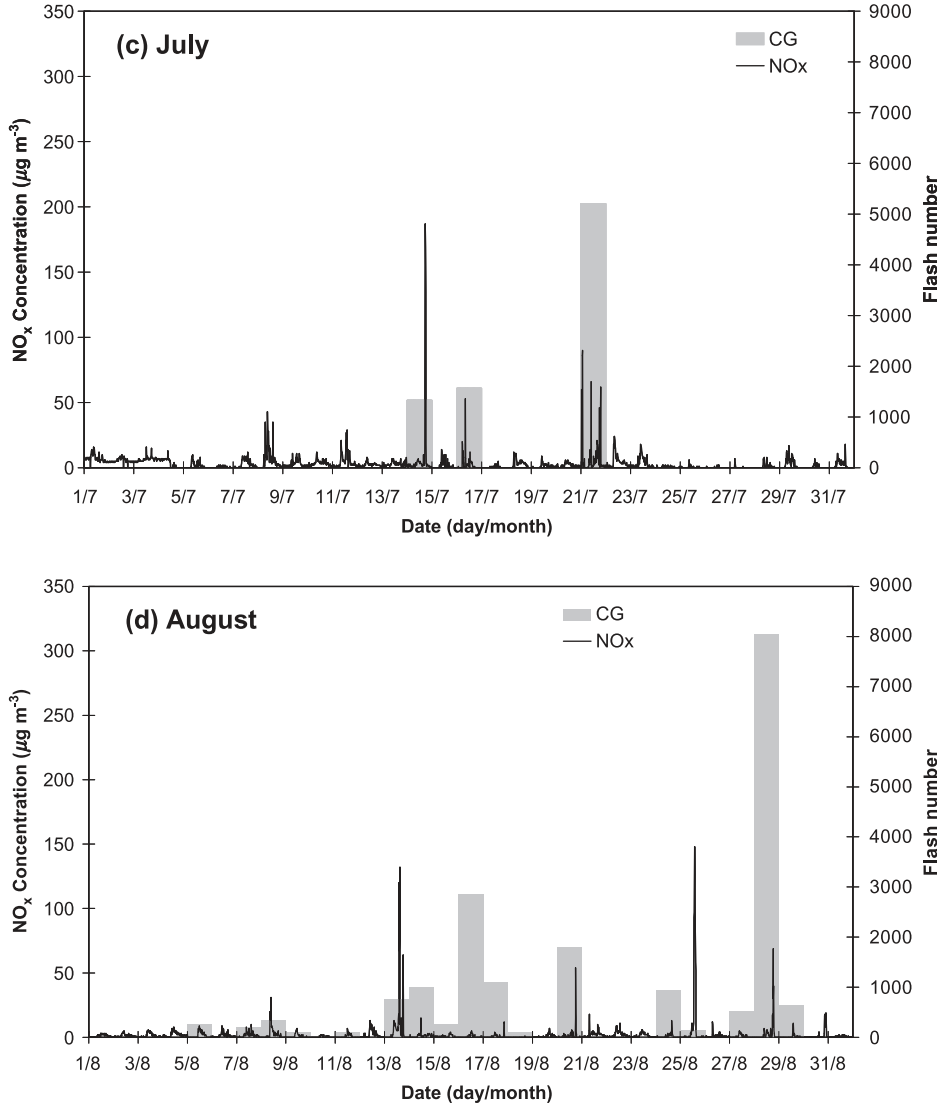 (c) July
CG
NOx
350
300
250
200
150
100
50
0
NOx Concentration (µg m-3)
9000
8000
7000
6000
5000
4000
3000
2000
1000
0
Flash number
1/7 3/7 5/7 7/7 9/7 11/7 13/7 15/7 17/7 19/7 21/7 23/7 25/7 27/7 29/7 31/7
Date (day/month)
(d) August
CG
NOx
350
300
250
200
150
100
50
0
NOx Concentration (µg m-3)
9000
8000
7000
6000
5000
4000
3000
2000
1000
0
Flash number
1/8 3/8 5/8 7/8 9/8 11/8 13/8 15/8 17/8 19/8 21/8 23/8 25/8 27/8 29/8 31/8
Date (day/month)